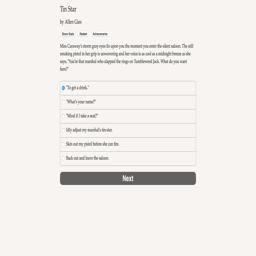 Tin Star
by Allen Gies
Show Stats Restart Achievements
Miss Carraway's storm gray eyes fix upon you the moment you enter the silent saloon. The still
smoking pistol in her grip is unwavering and her voice is as cool as a midnight breeze as she
says, "You're that marshal who slapped the rings on Tumbleweed Jack. What do you want
here?"
"To get a drink."
"What's your name?"
"Mind if I take a seat?"
Idly adjust my marshal's tin star.
Skin out my pistol before she can fire.
Back out and leave the saloon.
Next